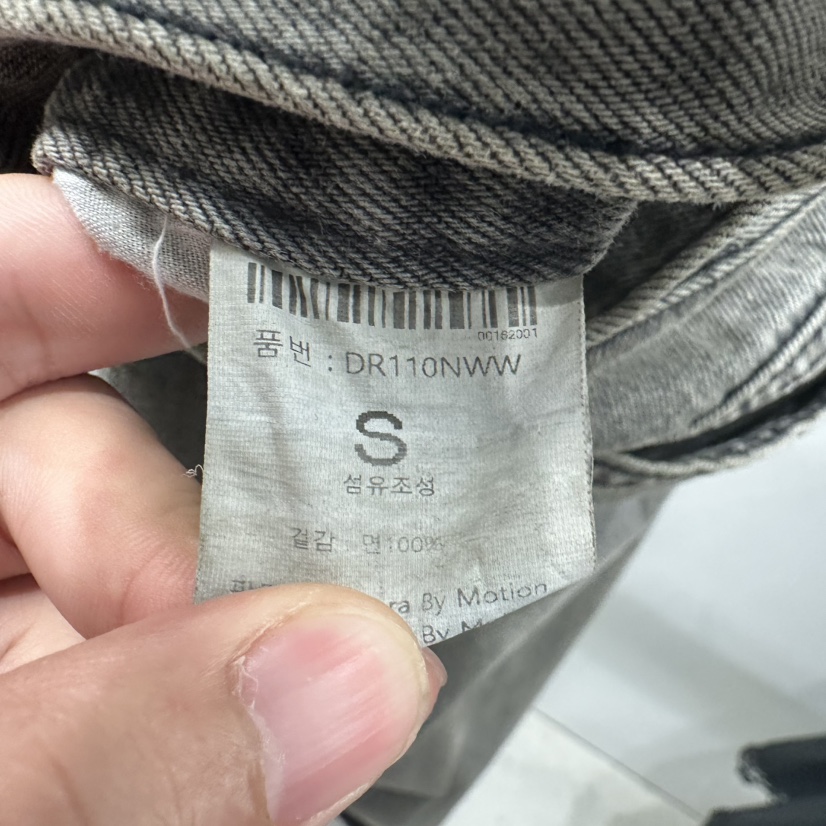 00162001
품번 : DR110NWW
S
섬유조성
겉감 면100%
ra By Motion
By